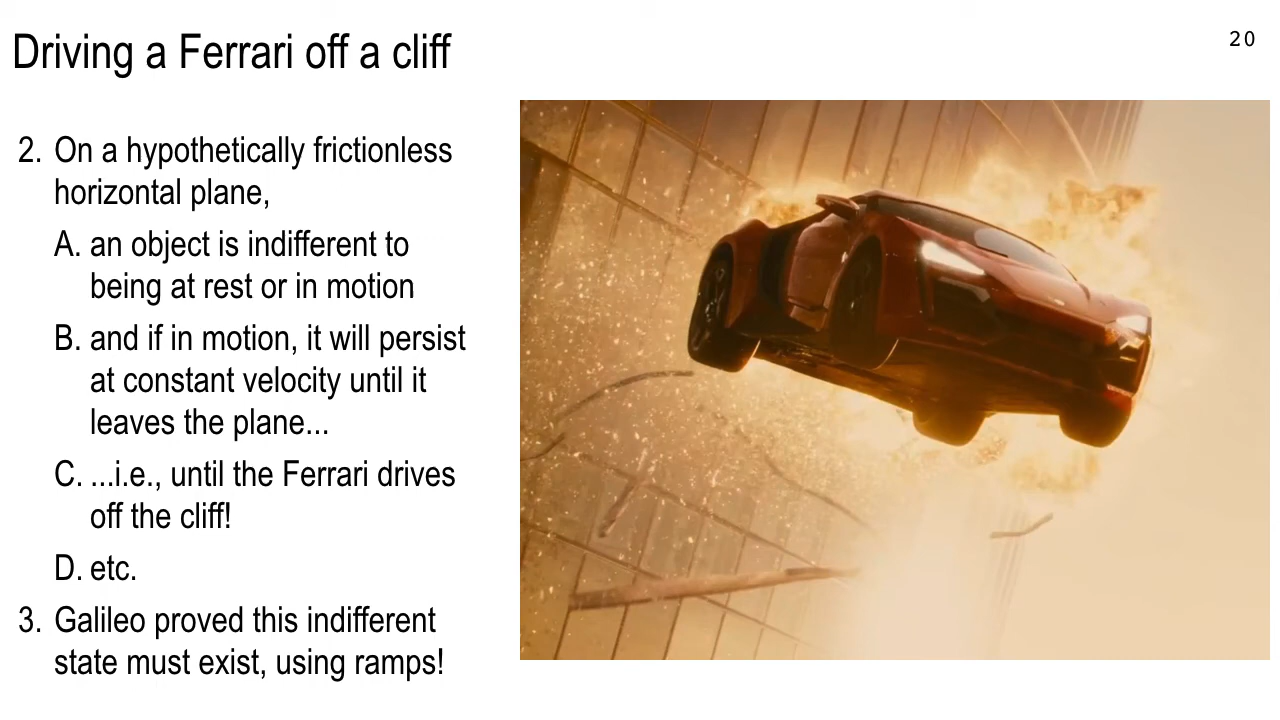 Driving a Ferrari off a cliff
20
2. On a hypothetically frictionless
horizontal plane,
A. an object is indifferent to
being at rest or in motion
B. and if in motion, it will persist
at constant velocity until it
leaves the plane...
C. ...i.e., until the Ferrari drives
off the cliff!
D. etc.
3. Galileo proved this indifferent
state must exist, using ramps!